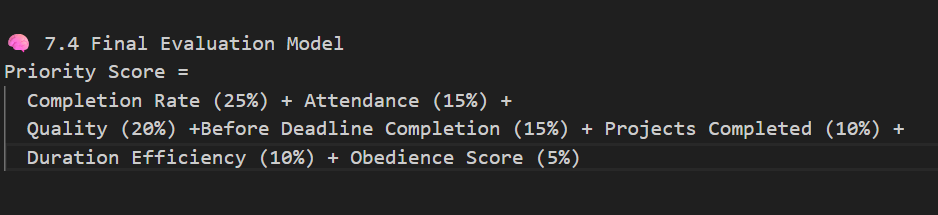 🧠 7.4 Final Evaluation Model
Priority Score =
Completion Rate (25%) + Attendance (15%) +
Quality (20%) +Before Deadline Completion (15%) + Projects Completed (10%) +
Duration Efficiency (10%) + Obedience Score (5%)